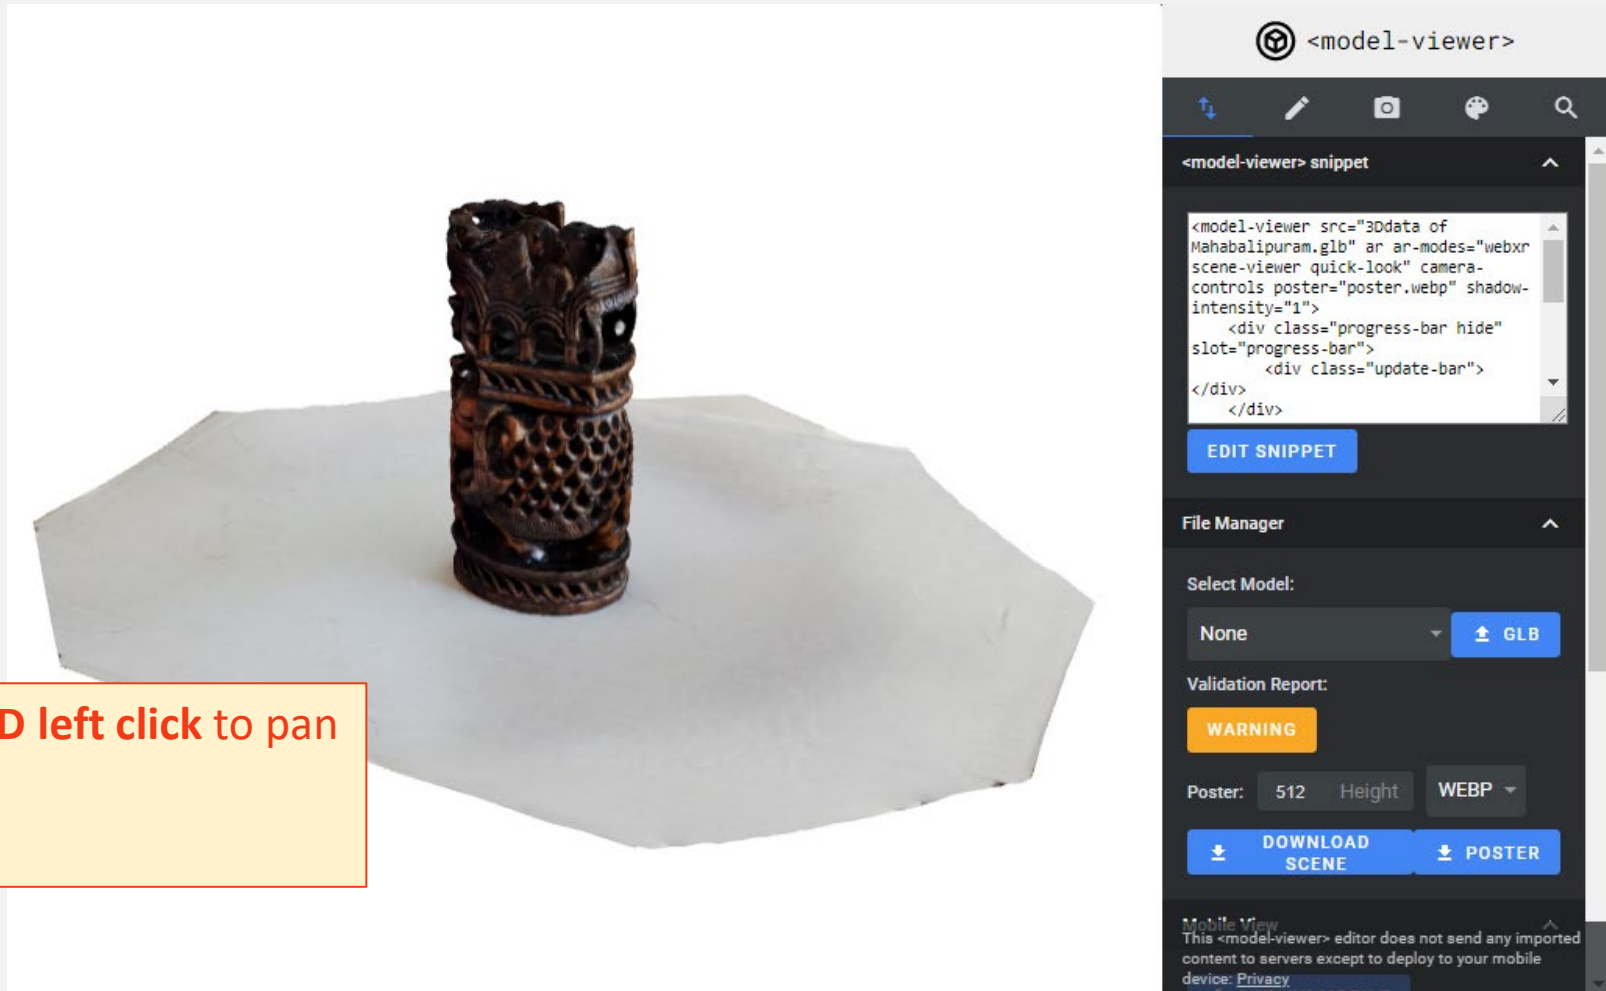 <model-viewer>
<model-viewer> snippet
<model-viewer src="3Ddata of
Mahabalipuram.glb" ar ar-modes="webxr
scene-viewer quick-look" camera-
controls poster="poster.webp" shadow-
intensity="1">
<div class="progress-bar hide"
slot="progress-bar">
<div class="update-bar">
</div>
</div>
EDIT SNIPPET
File Manager
Select Model:
None
GLB
Validation Report:
WARNING
D left click to pan
Poster: 512 Height WEBP
DOWNLOAD
SCENE
POSTER
Mobile View
This <model-viewer> editor does not send any imported
content to servers except to deploy to your mobile
device: Privacy